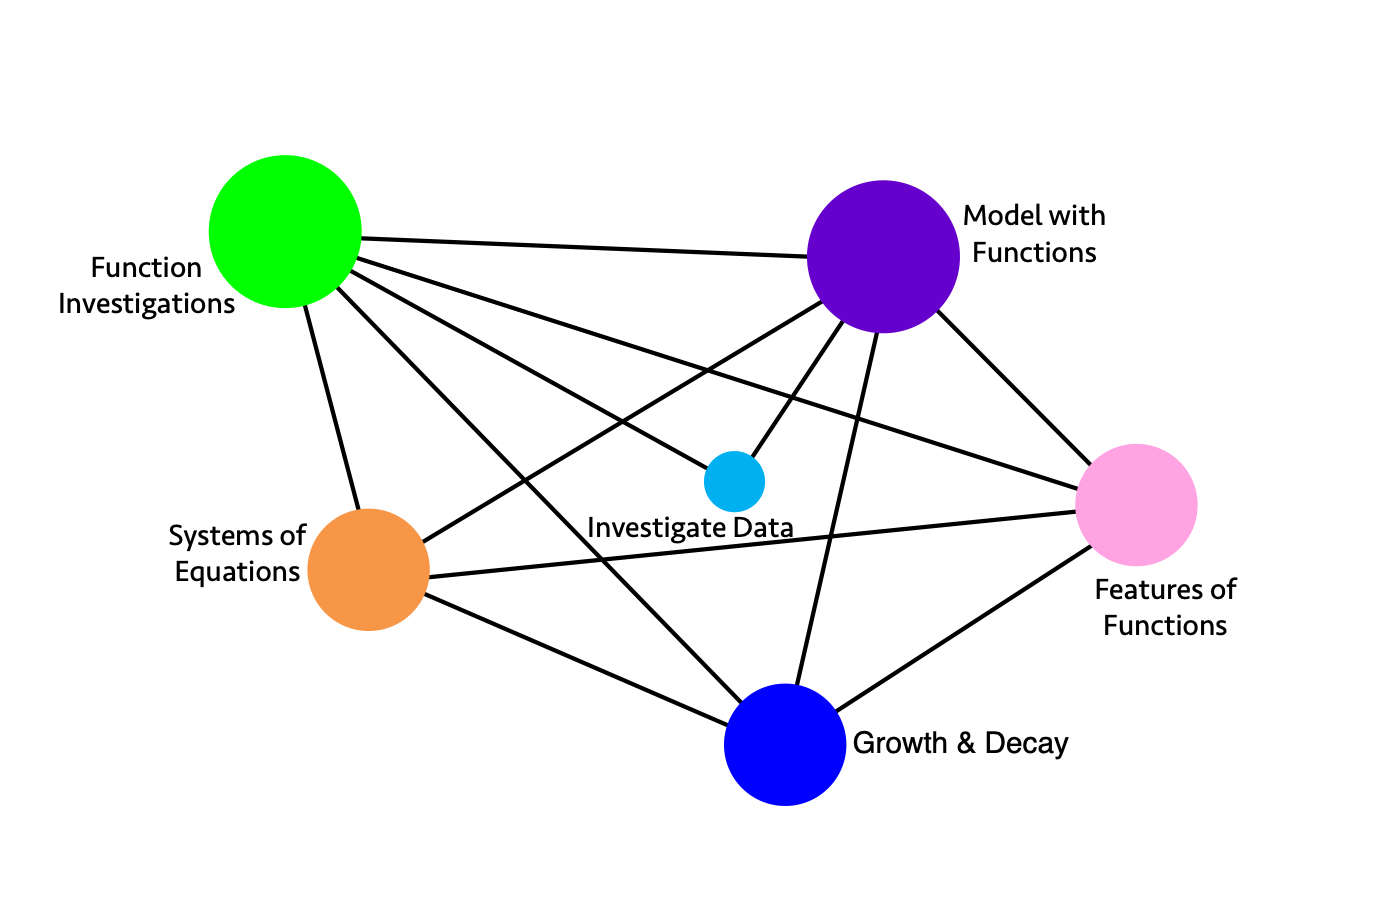 Function
Investigations
Model with
Functions
Systems of
Equations
Investigate Data
Features of
Functions
Growth & Decay